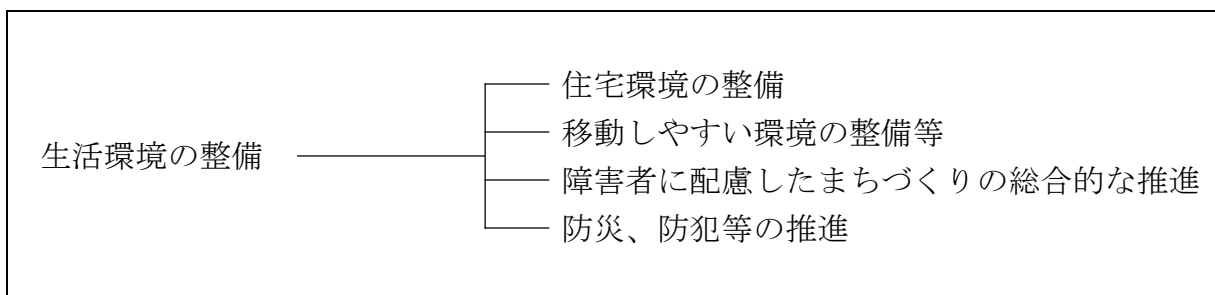 生活環境の整備
住宅環境の整備
移動しやすい環境の整備等
障害者に配慮したまちづくりの総合的な推進
防災、防犯等の推進